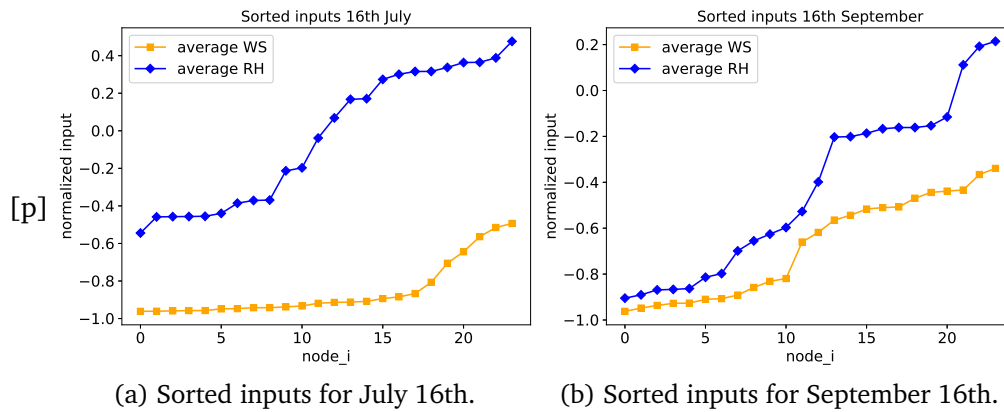 [p]
Sorted inputs 16th July
average WS
average RH
normalized input
0.4
0.2
0.0
−0.2
−0.4
−0.6
−0.8
−1.0
0 5 10 15 20
node_i
(a) Sorted inputs for July 16th.
Sorted inputs 16th September
average WS
average RH
normalized input
0.2
0.0
−0.2
−0.4
−0.6
−0.8
−1.0
0 5 10 15 20
node_i
(b) Sorted inputs for September 16th.